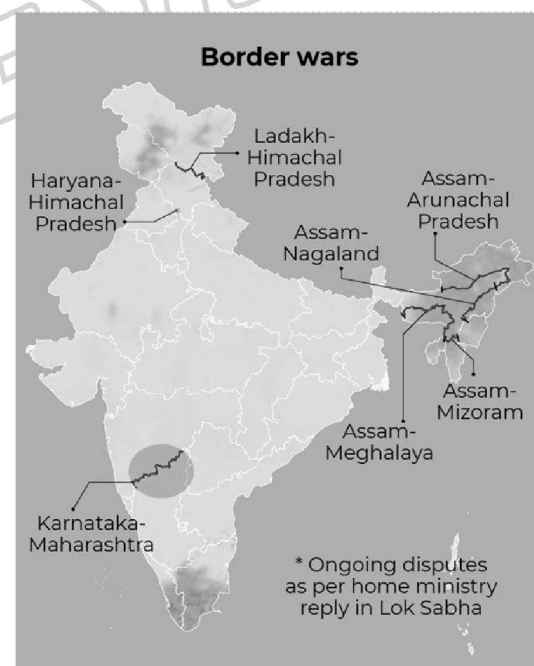 Border wars
Ladakh-
Himachal
Pradesh
Haryana-
Himachal
Pradesh
Assam-
Arunachal
Pradesh
Assam-
Nagaland
Assam-
Mizoram
Assam-
Meghalaya
Karnataka-
Maharashtra
* Ongoing disputes
as per home ministry
reply in Lok Sabha